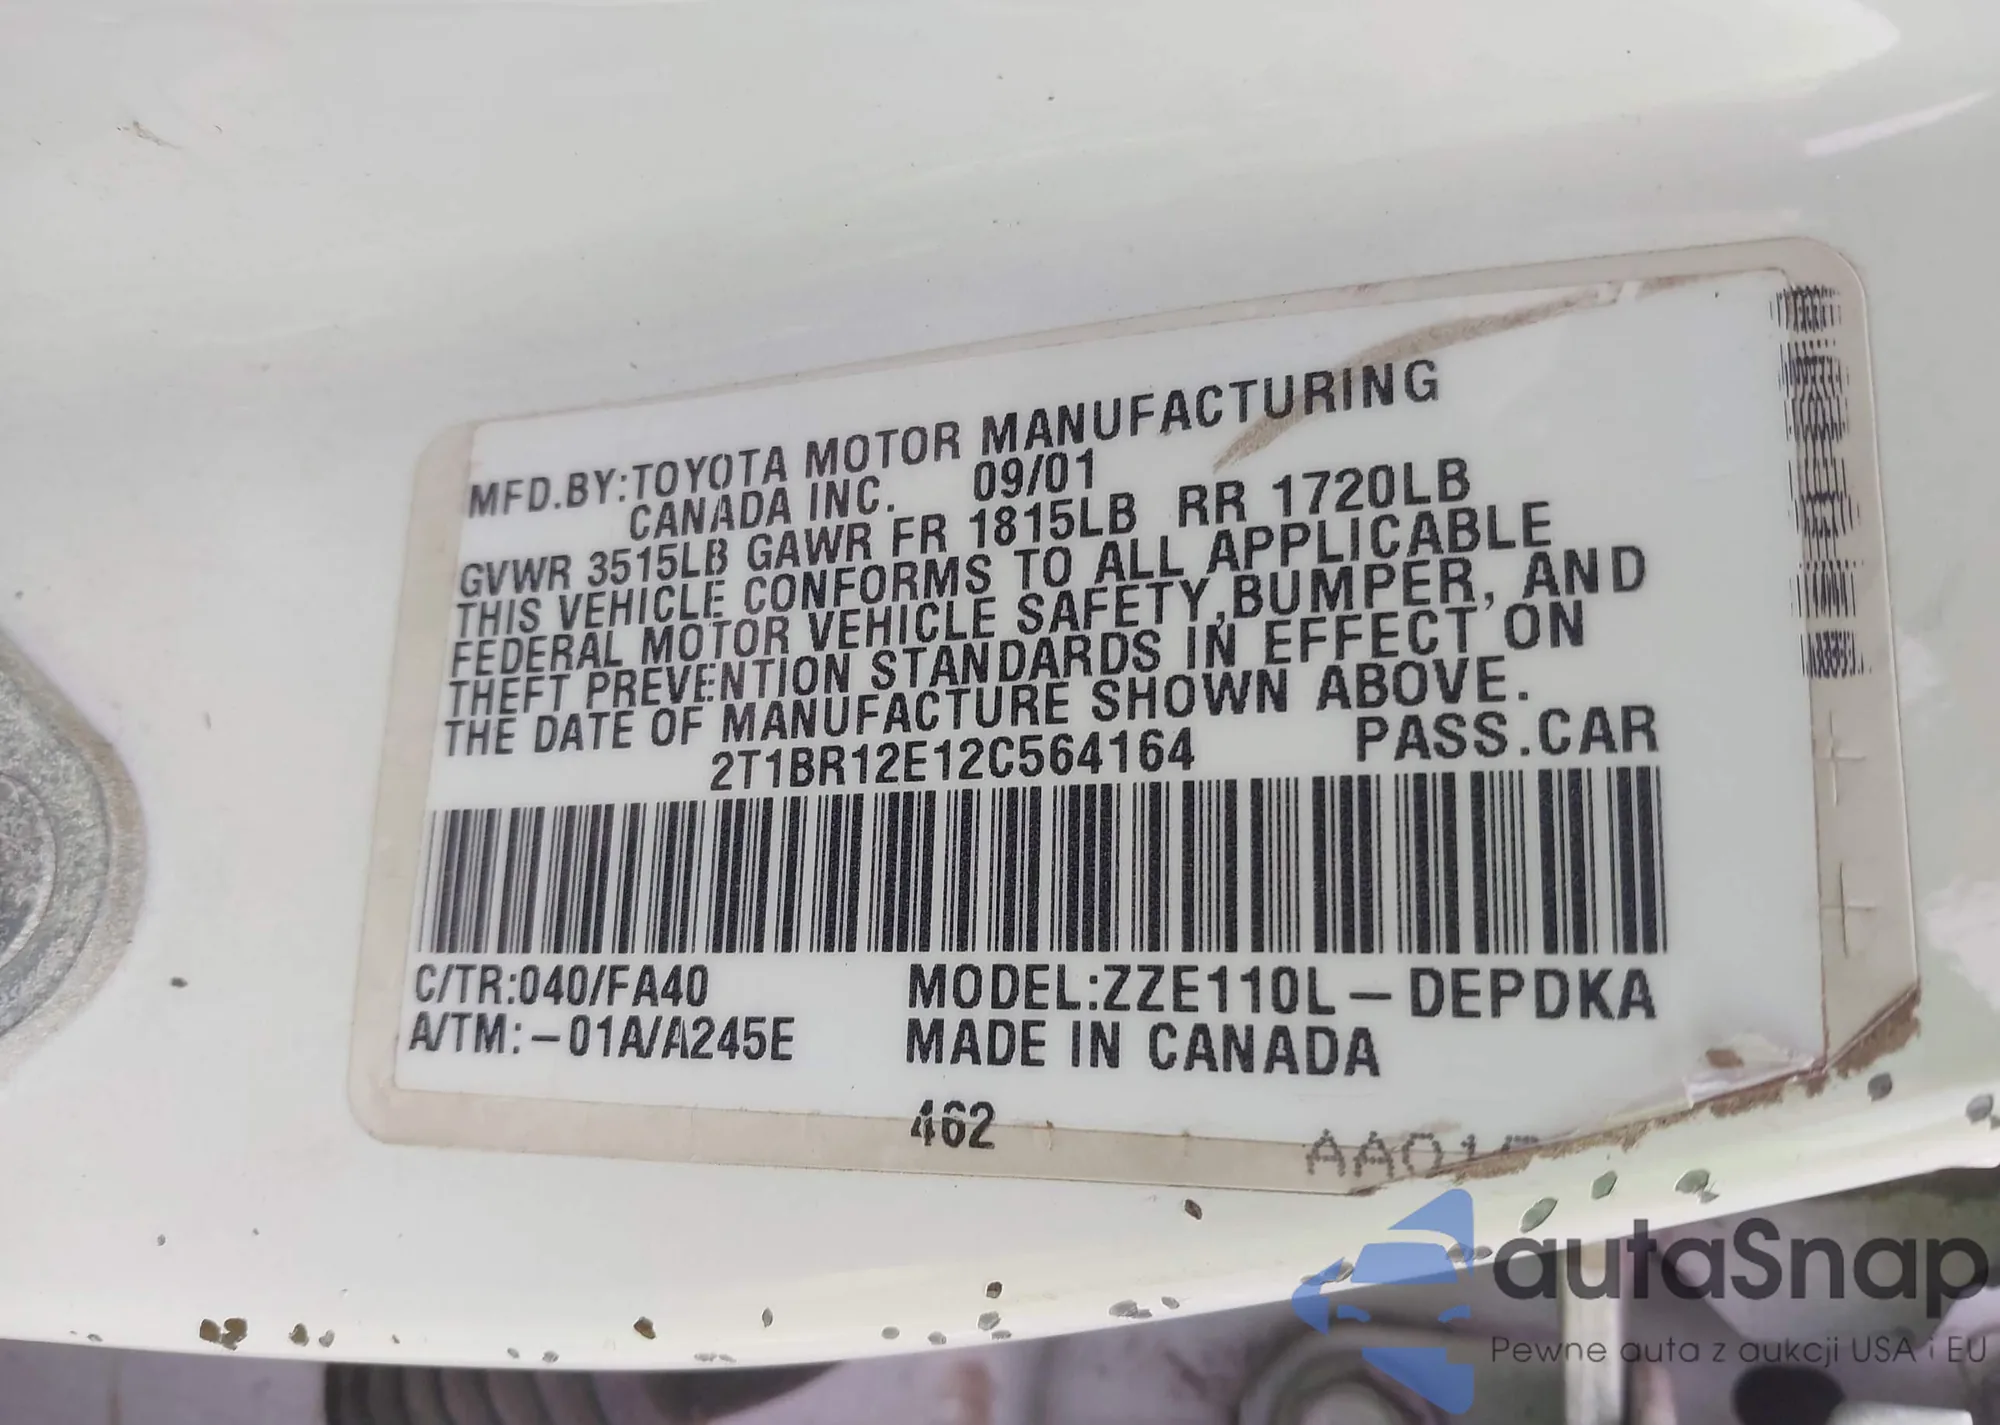 MFD.BY:TOYOTA MOTOR MANUFACTURING
CANADA INC. 09/01
GVWR 3515LB GAWR FR 1815LB RR 1720LB
THIS VEHICLE CONFORMS TO ALL APPLICABLE
FEDERAL MOTOR VEHICLE SAFETY,BUMPER, AND
THEFT PREVENTION STANDARDS IN EFFECT ON
THE DATE OF MANUFACTURE SHOWN ABOVE.
2T1BR12E12C564164 PASS.CAR
C/TR:040/FA40 MODEL:ZZE110L-DEPDKA
A/TM:-01A/A245E MADE IN CANADA
462
autaSnap
Pewne auta z aukcji USA i EU